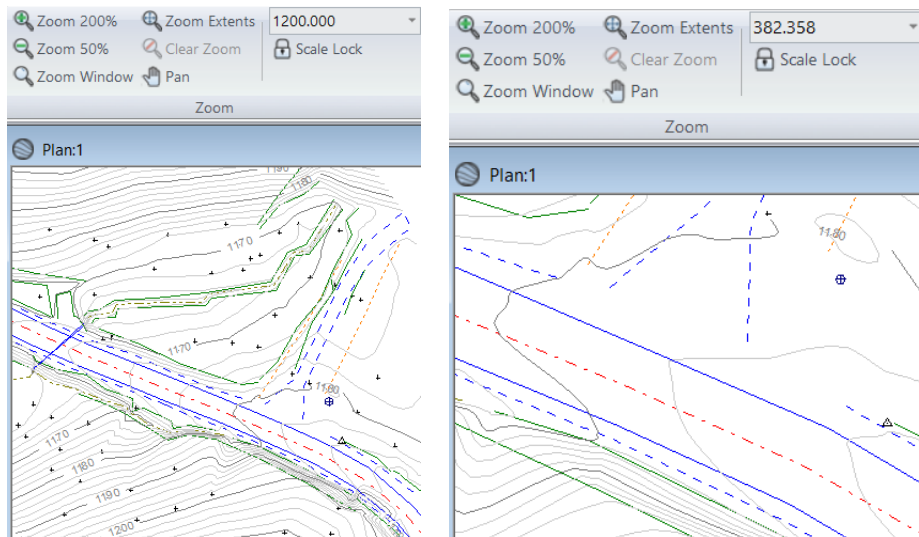 Zoom 200%
Zoom Extents
1200.000
Zoom 50%
Clear Zoom
Scale Lock
Zoom Window
Pan
Zoom
Plan:1
1190
1180
1170
1170
1180
1170
1180
1190
1200
Zoom 200%
Zoom Extents
382.358
Zoom 50%
Clear Zoom
Scale Lock
Zoom Window
Pan
Zoom
Plan:1
1180